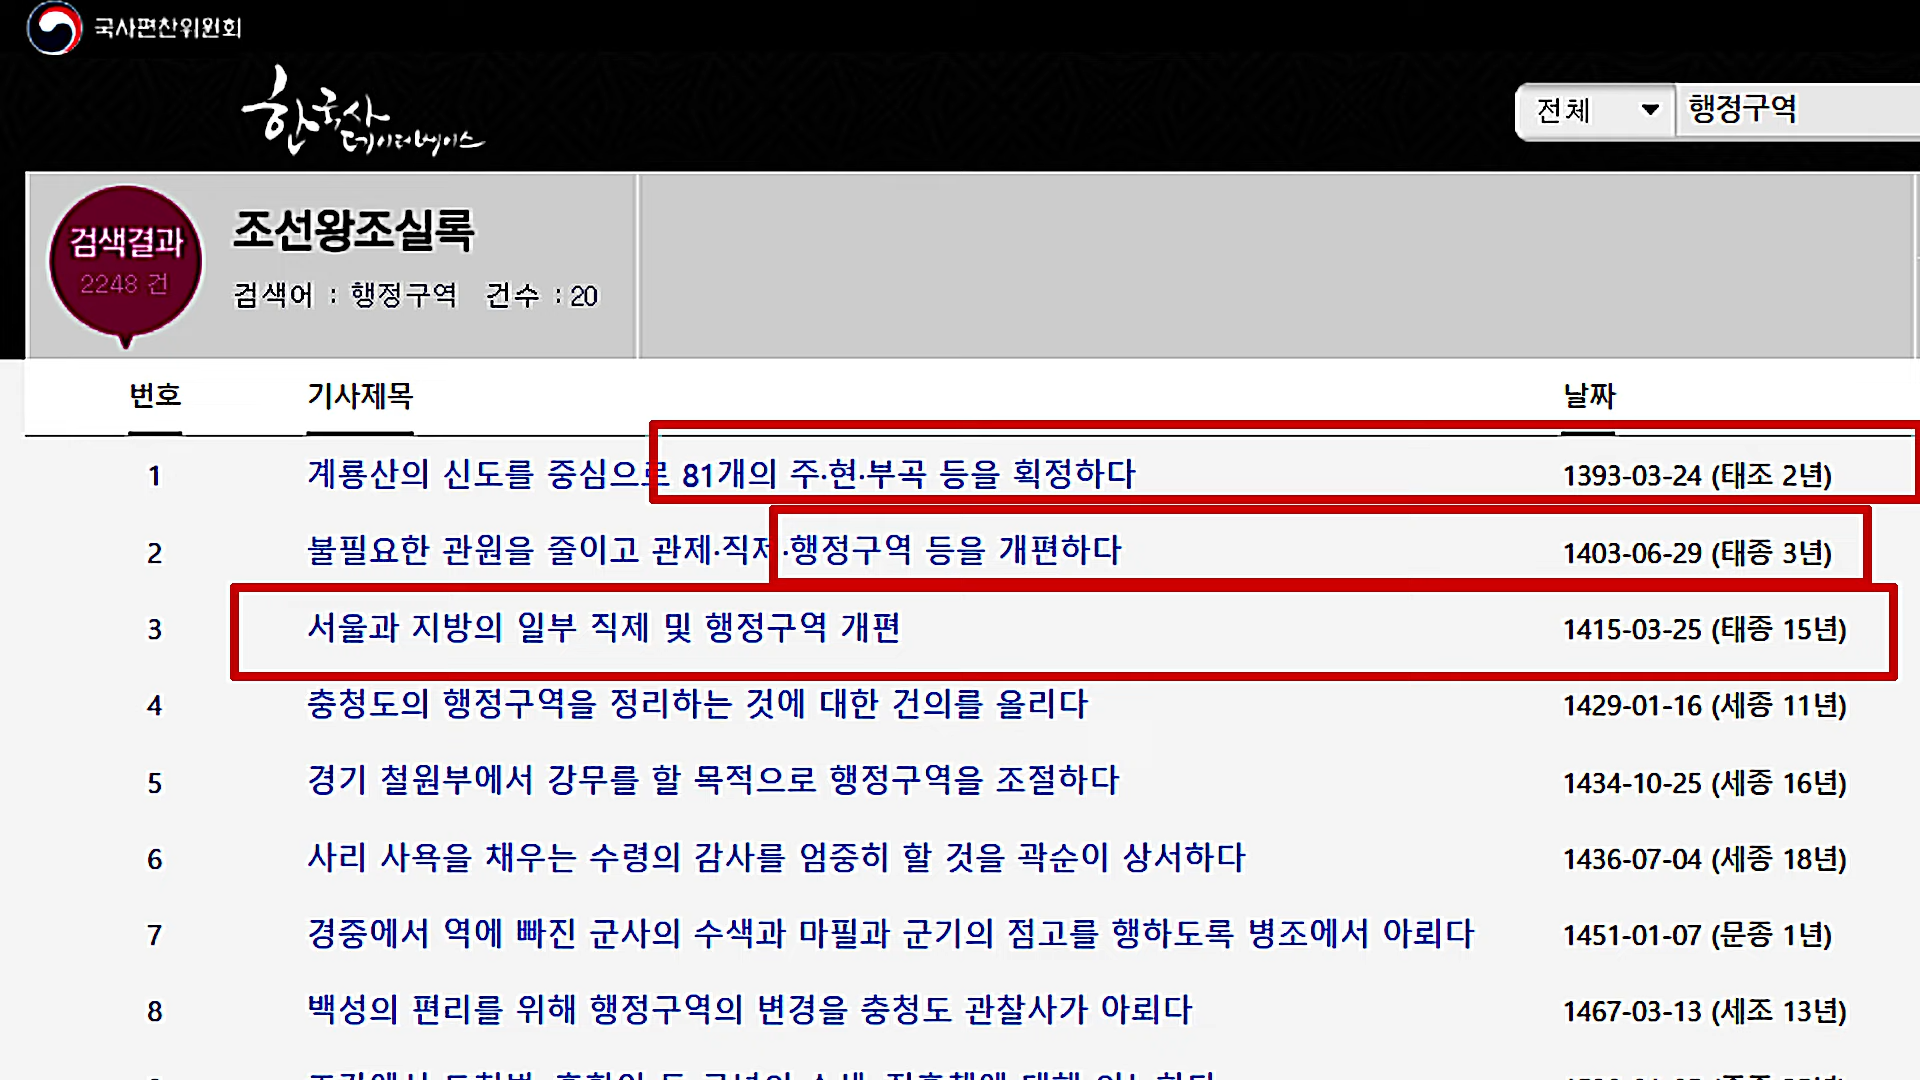 국사편찬위원회
한국사
데이터베이스
전체 행정구역
검색결과
2248 건
조선왕조실록
검색어 : 행정구역 건수 : 20
번호 기사제목 날짜
1 계룡산의 신도를 중심으로 81개의 주·현·부곡 등을 획정하다 1393-03-24 (태조 2년)
2 불필요한 관원을 줄이고 관제·직제·행정구역 등을 개편하다 1403-06-29 (태종 3년)
3 서울과 지방의 일부 직제 및 행정구역 개편 1415-03-25 (태종 15년)
4 충청도의 행정구역을 정리하는 것에 대한 건의를 올리다 1429-01-16 (세종 11년)
5 경기 철원부에서 강무를 할 목적으로 행정구역을 조절하다 1434-10-25 (세종 16년)
6 사리 사욕을 채우는 수령의 감사를 엄중히 할 것을 곽순이 상서하다 1436-07-04 (세종 18년)
7 경중에서 역에 빠진 군사의 수색과 마필과 군기의 점고를 행하도록 병조에서 아뢰다 1451-01-07 (문종 1년)
8 백성의 편리를 위해 행정구역의 변경을 충청도 관찰사가 아뢰다 1467-03-13 (세조 13년)